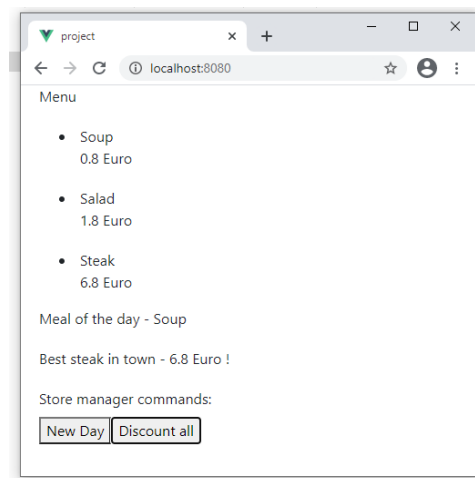 project
localhost:8080
Menu
Soup
0.8 Euro
Salad
1.8 Euro
Steak
6.8 Euro
Meal of the day - Soup
Best steak in town - 6.8 Euro !
Store manager commands:
New Day Discount all